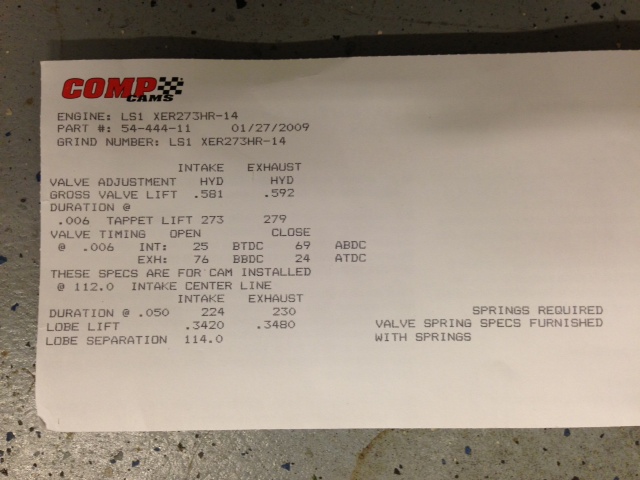 COMP
CAMS
ENGINE: LS1 XER273HR-14
PART #: 54-444-11 01/27/2009
GRIND NUMBER: LS1 XER273HR-14
INTAKE EXHAUST
VALVE ADJUSTMENT HYD HYD
GROSS VALVE LIFT .581 .592
DURATION @
.006 TAPPET LIFT 273 279
VALVE TIMING OPEN CLOSE
@ .006 INT: 25 BTDC 69 ABDC
EXH: 76 BBDC 24 ATDC
THESE SPECS ARE FOR CAM INSTALLED
@ 112.0 INTAKE CENTER LINE
INTAKE EXHAUST
DURATION @ .050 224 230 SPRINGS REQUIRED
LOBE LIFT .3420 .3480 VALVE SPRING SPECS FURNISHED
LOBE SEPARATION 114.0 WITH SPRINGS